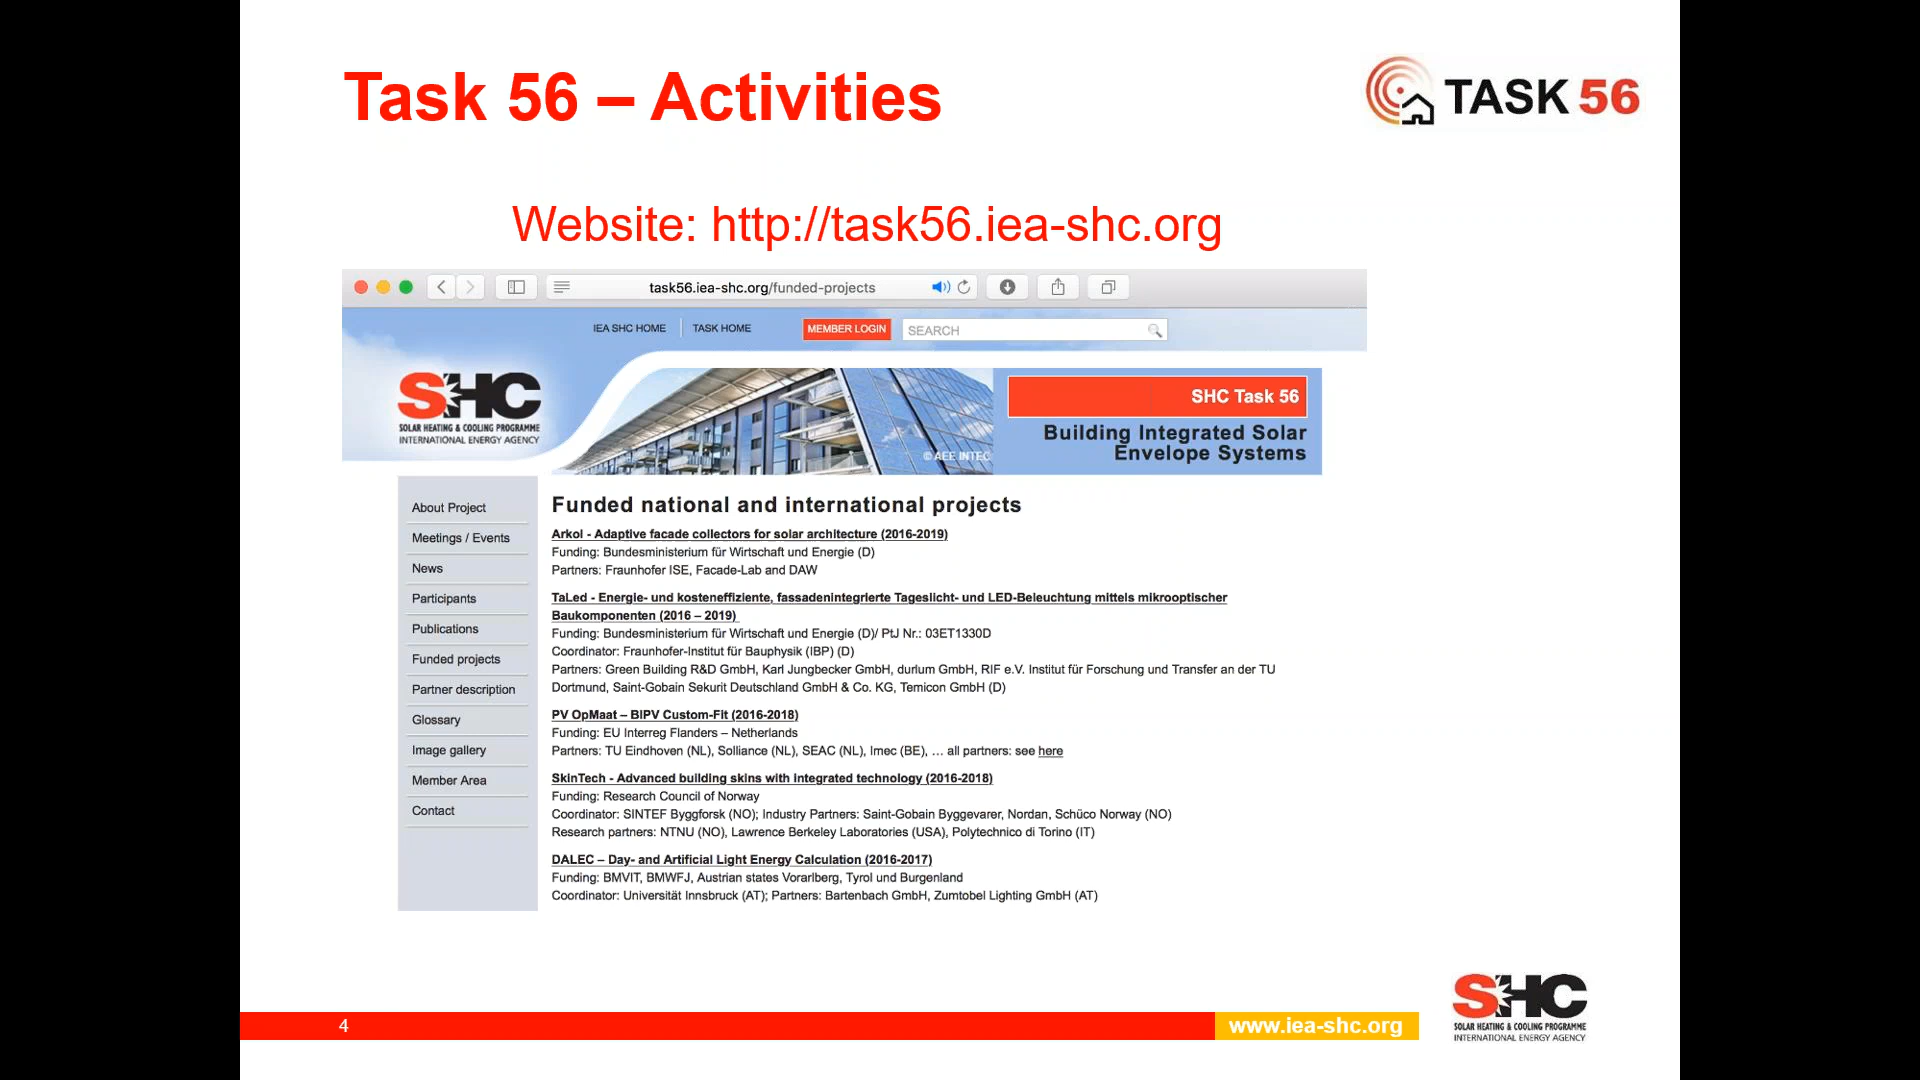 Task 56 – Activities
TASK 56
Website: http://task56.iea-shc.org
task56.iea-shc.org/funded-projects
IEA SHC HOME
TASK HOME
MEMBER LOGIN
SEARCH
SHC
SOLAR HEATING & COOLING PROGRAMME
INTERNATIONAL ENERGY AGENCY
© AEE INTEC
SHC Task 56
Building Integrated Solar
Envelope Systems
About Project
Meetings / Events
News
Participants
Publications
Funded projects
Partner description
Glossary
Image gallery
Member Area
Contact
Funded national and international projects
Arkol - Adaptive facade collectors for solar architecture (2016-2019)
Funding: Bundesministerium für Wirtschaft und Energie (D)
Partners: Fraunhofer ISE, Facade-Lab and DAW
TaLed - Energie- und kosteneffiziente, fassadenintegrierte Tageslicht- und LED-Beleuchtung mittels mikrooptischer
Baukomponenten (2016 – 2019)
Funding: Bundesministerium für Wirtschaft und Energie (D)/ PtJ Nr.: 03ET1330D
Coordinator: Fraunhofer-Institut für Bauphysik (IBP) (D)
Partners: Green Building R&D GmbH, Karl Jungbecker GmbH, durlum GmbH, RIF e.V. Institut für Forschung und Transfer an der TU
Dortmund, Saint-Gobain Sekurit Deutschland GmbH & Co. KG, Temicon GmbH (D)
PV OpMaat – BIPV Custom-Fit (2016-2018)
Funding: EU Interreg Flanders – Netherlands
Partners: TU Eindhoven (NL), Solliance (NL), SEAC (NL), Imec (BE), … all partners: see here
SkinTech - Advanced building skins with integrated technology (2016-2018)
Funding: Research Council of Norway
Coordinator: SINTEF Byggforsk (NO); Industry Partners: Saint-Gobain Byggevarer, Nordan, Schüco Norway (NO)
Research partners: NTNU (NO), Lawrence Berkeley Laboratories (USA), Polytechnico di Torino (IT)
DALEC – Day- and Artificial Light Energy Calculation (2016-2017)
Funding: BMVIT, BMWFJ, Austrian states Vorarlberg, Tyrol und Burgenland
Coordinator: Universität Innsbruck (AT); Partners: Bartenbach GmbH, Zumtobel Lighting GmbH (AT)
4
www.iea-shc.org
SHC
SOLAR HEATING & COOLING PROGRAMME
INTERNATIONAL ENERGY AGENCY